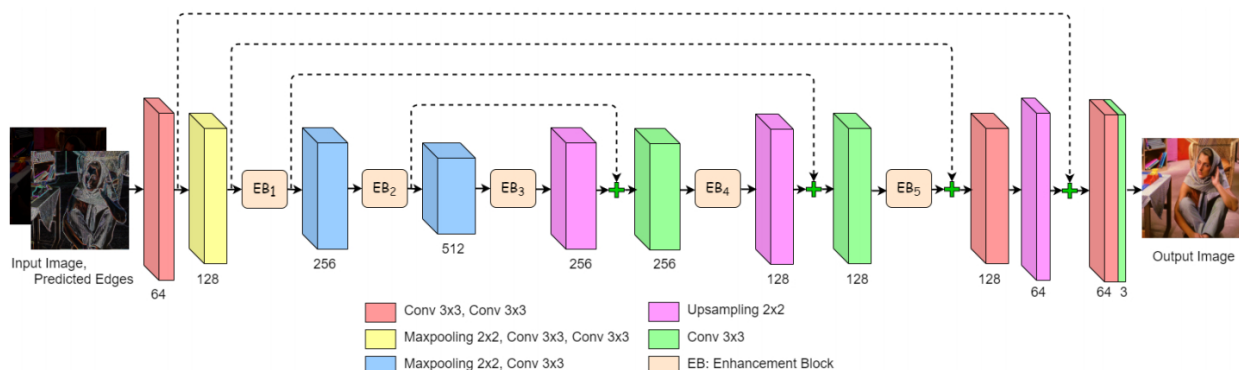 EB1
EB2
EB3
EB4
EB5
Input Image,
Predicted Edges
64
128
256
512
256
256
128
128
128
64
64 3
Output Image
Conv 3x3, Conv 3x3
Maxpooling 2x2, Conv 3x3, Conv 3x3
Maxpooling 2x2, Conv 3x3
Upsampling 2x2
Conv 3x3
EB: Enhancement Block